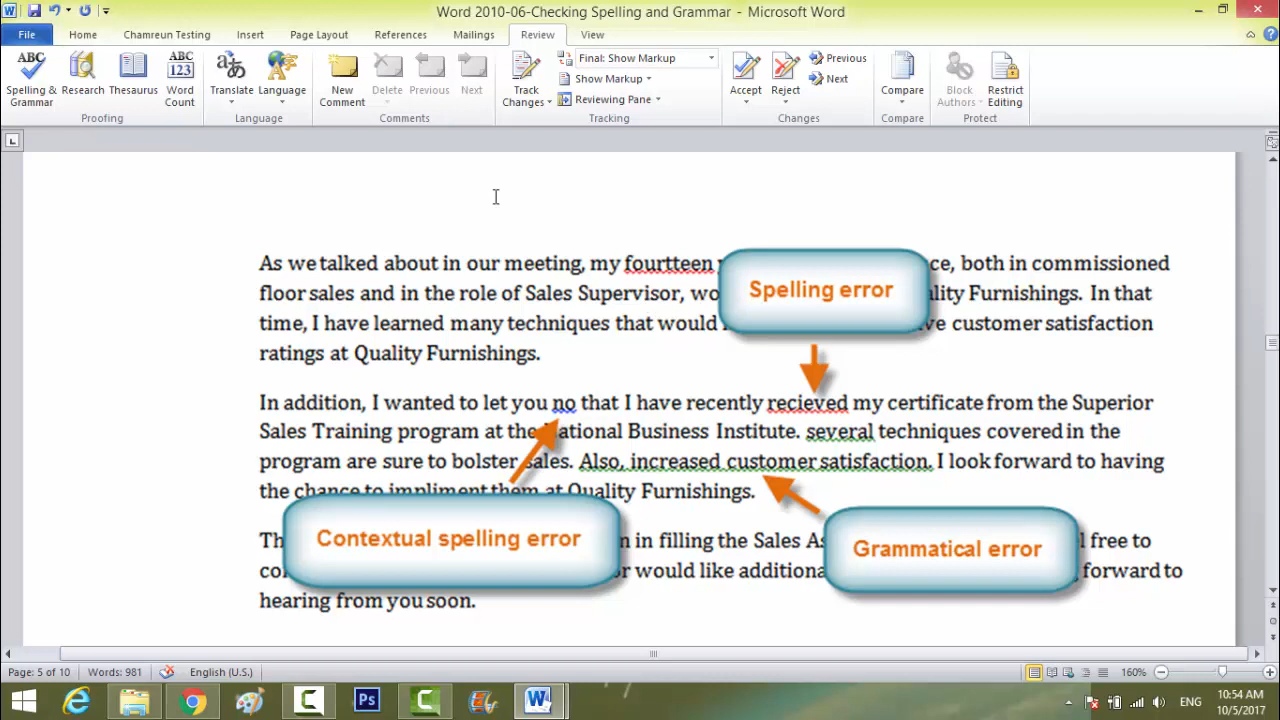 Word 2010-06-Checking Spelling and Grammar - Microsoft Word
File Home Chamreun Testing Insert Page Layout References Mailings Review View
ABC Spelling & Grammar
Research
Thesaurus
ABC 123 Word Count
Translate
Language
New Comment
Delete
Previous
Next
Track Changes
Final: Show Markup
Show Markup
Reviewing Pane
Accept
Reject
Previous
Next
Compare
Block Authors
Restrict Editing
Proofing Language Comments Tracking Changes Compare Protect
As we talked about in our meeting, my fourtteen ce, both in commissioned
floor sales and in the role of Sales Supervisor, wo lity Furnishings. In that
time, I have learned many techniques that would ve customer satisfaction
ratings at Quality Furnishings.
Spelling error
In addition, I wanted to let you no that I have recently recieved my certificate from the Superior
Sales Training program at the National Business Institute. several techniques covered in the
program are sure to bolster sales. Also, increased customer satisfaction. I look forward to having
the chance to impliment them at Quality Furnishings.
Contextual spelling error
Grammatical error
Th n in filling the Sales As l free to
co or would like additiona forward to
hearing from you soon.
Page: 5 of 10 Words: 981 English (U.S.) 160%
Ps
ENG
10:54 AM
10/5/2017